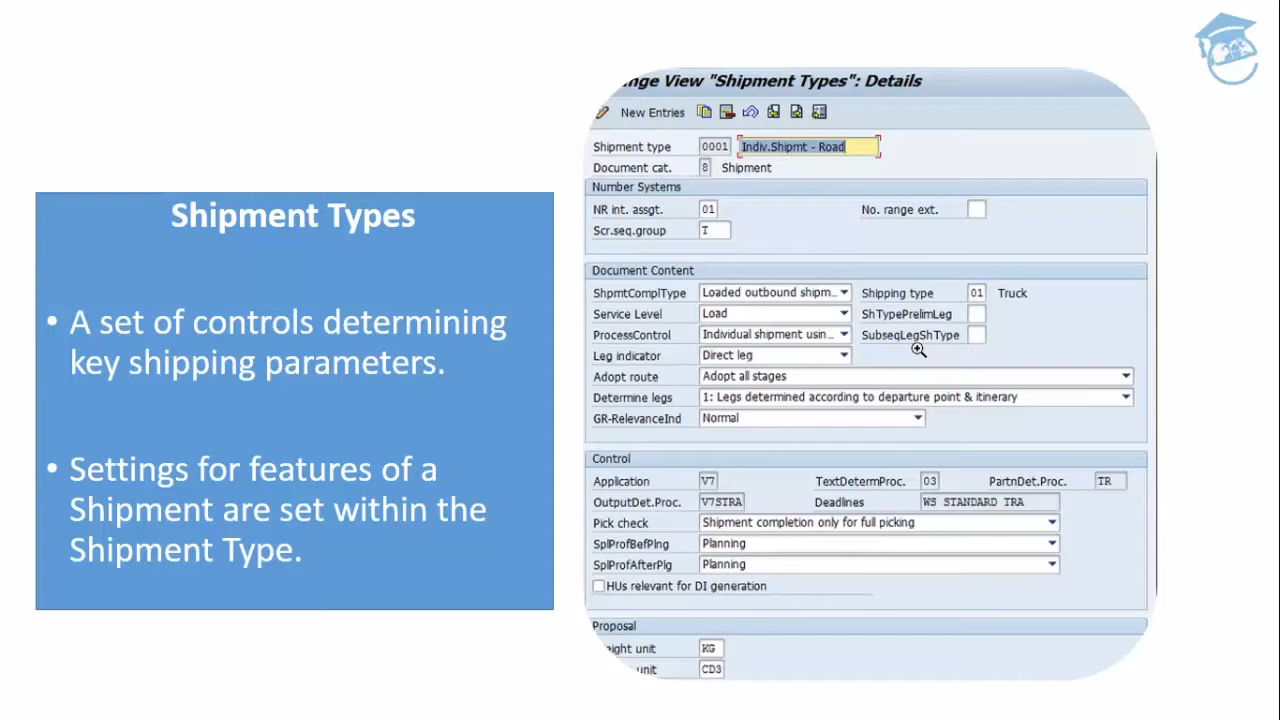 Shipment Types
• A set of controls determining
key shipping parameters.
• Settings for features of a
Shipment are set within the
Shipment Type.
nge View "Shipment Types": Details
New Entries
Shipment type 0001 Indiv.Shipmt - Road
Document cat. 8 Shipment
Number Systems
NR int. assgt. 01 No. range ext.
Scr.seq.group T
Document Content
ShpmtComplType Loaded outbound shipm... Shipping type 01 Truck
Service Level Load ShTypePrelimLeg
ProcessControl Individual shipment usin... SubseqLegShType
Leg indicator Direct leg
Adopt route Adopt all stages
Determine legs 1: Legs determined according to departure point & itinerary
GR-RelevanceInd Normal
Control
Application V7 TextDetermProc. 03 PartnDet.Proc. TR
OutputDet.Proc. V7STRA Deadlines WS STANDARD TRA
Pick check Shipment completion only for full picking
SplProfBefPlng Planning
SplProfAfterPlg Planning
HUs relevant for DI generation
Proposal
eight unit KG
unit CD3